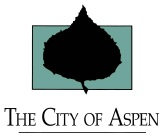 THE CITY OF ASPEN